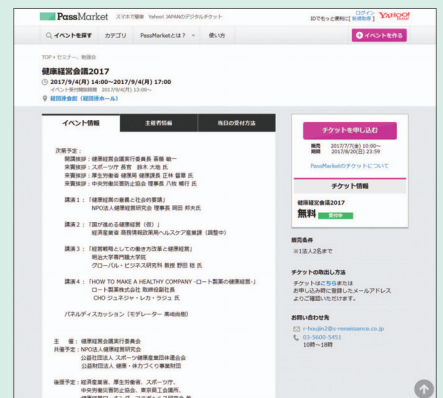 PassMarket スマホで簡単 Yahoo! JAPANのデジタルチケット
ログイン
IDでもっと便利に[ 新規取得 ]
YAHOO!
イベントを探す カテゴリ PassMarketとは? 使い方
イベントを作る
TOP > セミナー、勉強会
健康経営会議2017
2017/9/4(月) 14:00~2017/9/4(月) 17:00
イベント受付開始時間 2017/9/4(月) 13:00~
経団連会館(経団連ホール)
イベント情報 主催者情報 当日の受付方法
チケットを申し込む
販売
期間
2017/7/7(金) 10:00~
2017/8/20(日) 23:59
PassMarketのチケットについて
チケット情報
健康経営会議2017
無料 受付中
販売条件
※1法人2名まで
チケットの取出し方法
チケットはこちらまたは
お申し込み時に登録したメールアドレス
よりご確認いただけます。
お問い合わせ先
r-houjin2@s-renaissance.co.jp
03-5600-5451
10時~18時
次第予定:
開講挨拶:健康経営会議実行委員長 斎藤 敏一
来賓挨拶:スポーツ庁 長官 鈴木 大地 氏
来賓挨拶:厚生労働省 健康局 健康課長 正林 督章 氏
来賓挨拶:中央労働災害防止協会 理事長 八牧 暢行 氏
講演1:「健康経営の意義と社会的要請」
NPO法人健康経営研究会 理事長 岡田 邦夫氏
講演2:「国が進める健康経営(仮)」
経済産業省 商務情報政策局ヘルスケア産業課(調整中)
講演3:「経営戦略としての働き方改革と健康経営」
明治大学専門職大学院
グローバル・ビジネス研究科 教授 野田 稔 氏
講演4:「HOW TO MAKE A HEALTHY COMPANY -ロート製薬の健康経営-」
ロート製薬株式会社 取締役副社長
CHO ジュネジャ・レカ・ラジュ 氏
パネルディスカッション(モデレーター 高崎尚樹)
主 催:健康経営会議実行委員会
共催予定:NPO法人健康経営研究会
公益社団法人 スポーツ健康産業団体連合会
公益財団法人 健康・体力づくり事業財団
後援予定:経済産業省、厚生労働省、スポーツ庁、
中央労働災害防止協会、東京商工会議所、